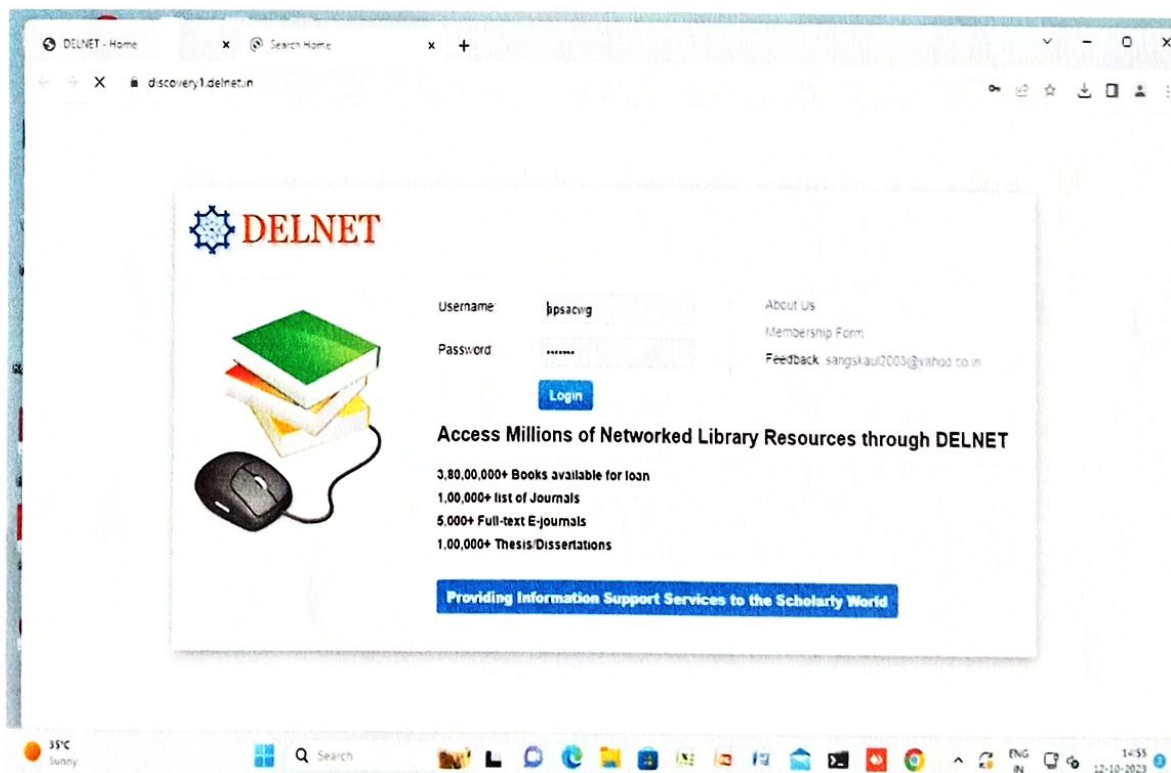 DELNET - Home
Search Home
discovery1.delnet.in
DELNET
Username
apsacwg
About Us
Membership Form
Password
•••••••
Feedback sangskaul2003@yahoo.co.in
Login
Access Millions of Networked Library Resources through DELNET
3,80,00,000+ Books available for loan
1,00,000+ list of Journals
5,000+ Full-text E-journals
1,00,000+ Thesis/Dissertations
Providing Information Support Services to the Scholarly World
35°C
Sunny
Search
ENG
IN
14:55
12-10-2023